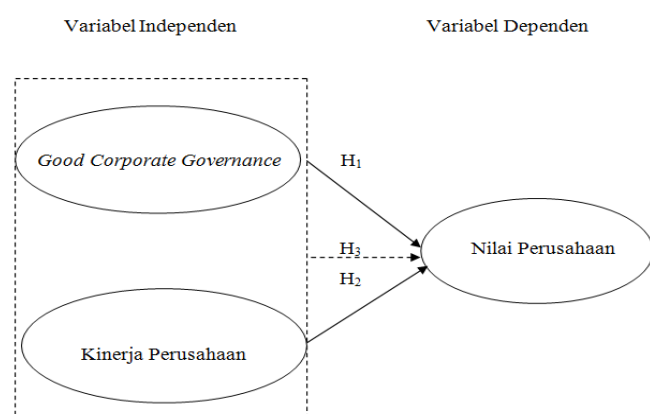 Variabel Independen
Variabel Dependen
Good Corporate Governance
H₁
H₃
Nilai Perusahaan
H₂
Kinerja Perusahaan